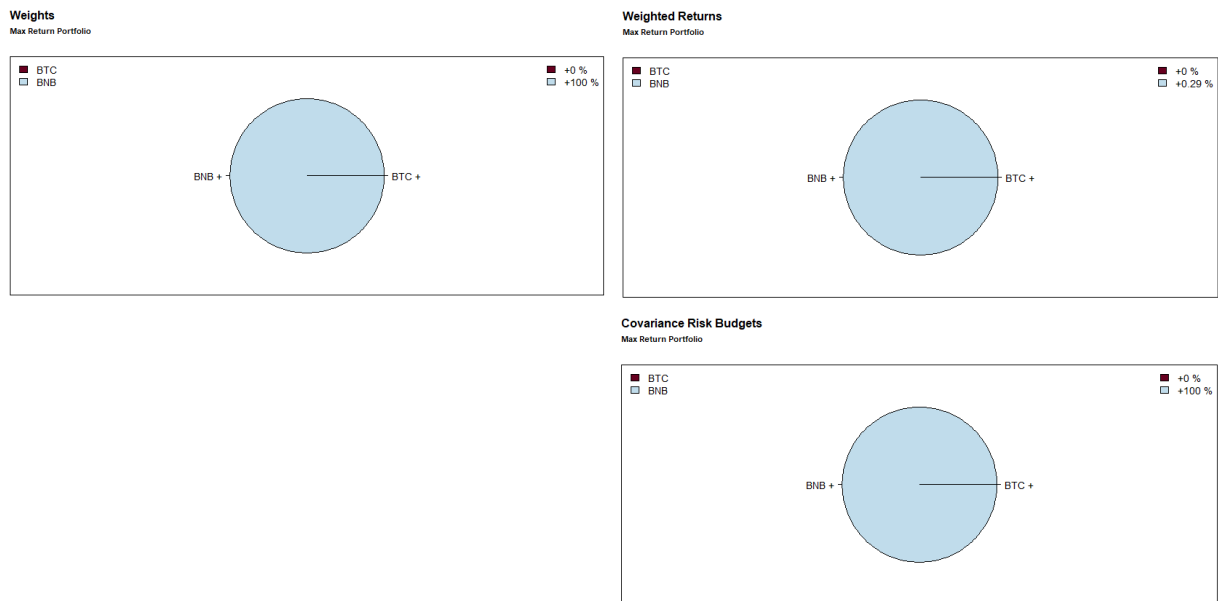 Weights
Max Return Portfolio
BTC +0 %
BNB +100 %
BNB + BTC +
Weighted Returns
Max Return Portfolio
BTC +0 %
BNB +0.29 %
BNB + BTC +
Covariance Risk Budgets
Max Return Portfolio
BTC +0 %
BNB +100 %
BNB + BTC +